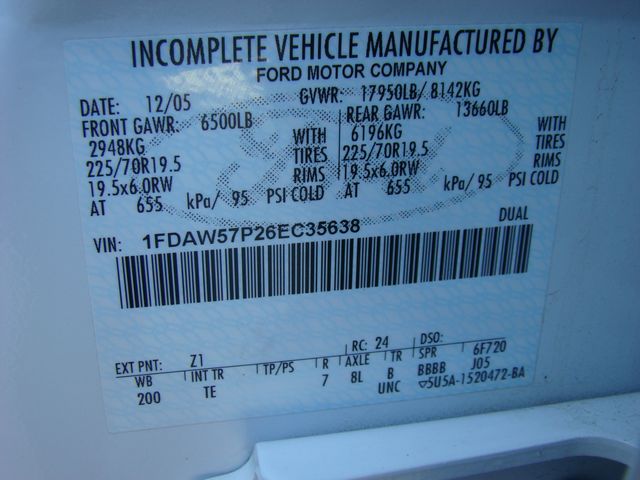 INCOMPLETE VEHICLE MANUFACTURED BY
FORD MOTOR COMPANY
DATE: 12/05 GVWR: 17950LB/ 8142KG
FRONT GAWR: 6500LB REAR GAWR: 13660LB
2948KG WITH 6196KG WITH
225/70R19.5 TIRES 225/70R19.5 TIRES
19.5x6.0RW RIMS 19.5x6.0RW RIMS
AT 655 kPa/ 95 PSI COLD AT 655 kPa/ 95 PSI COLD
VIN: 1FDAW57P26EC35638 DUAL
EXT PNT: Z1 RC: 24 DSO:
WB INT TR TP/PS R AXLE TR SPR 6F720
200 TE 7 8L B BBBB J05
UNC ▽5U5A-1520472-BA